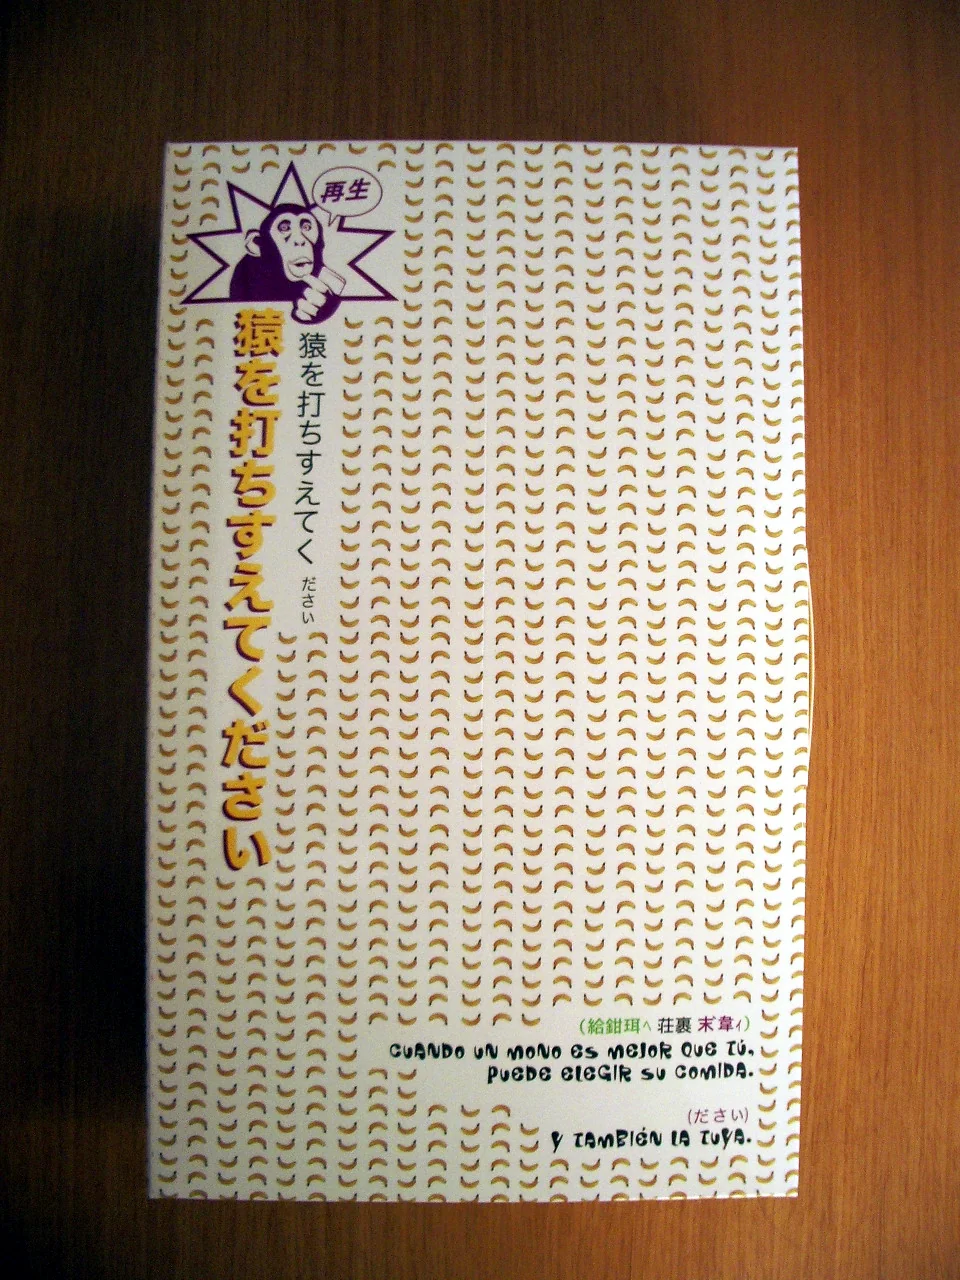 再生
猿を打ちすえてください
猿を打ちすえてください
(給鉗珥ヘ 荘裏 末葦ィ)
CUANDO UN MONO ES MEJOR QUE TÚ,
PUEDE ELEGIR SU COMIDA.
(ださい)
Y TAMBIÉN LA TUYA.